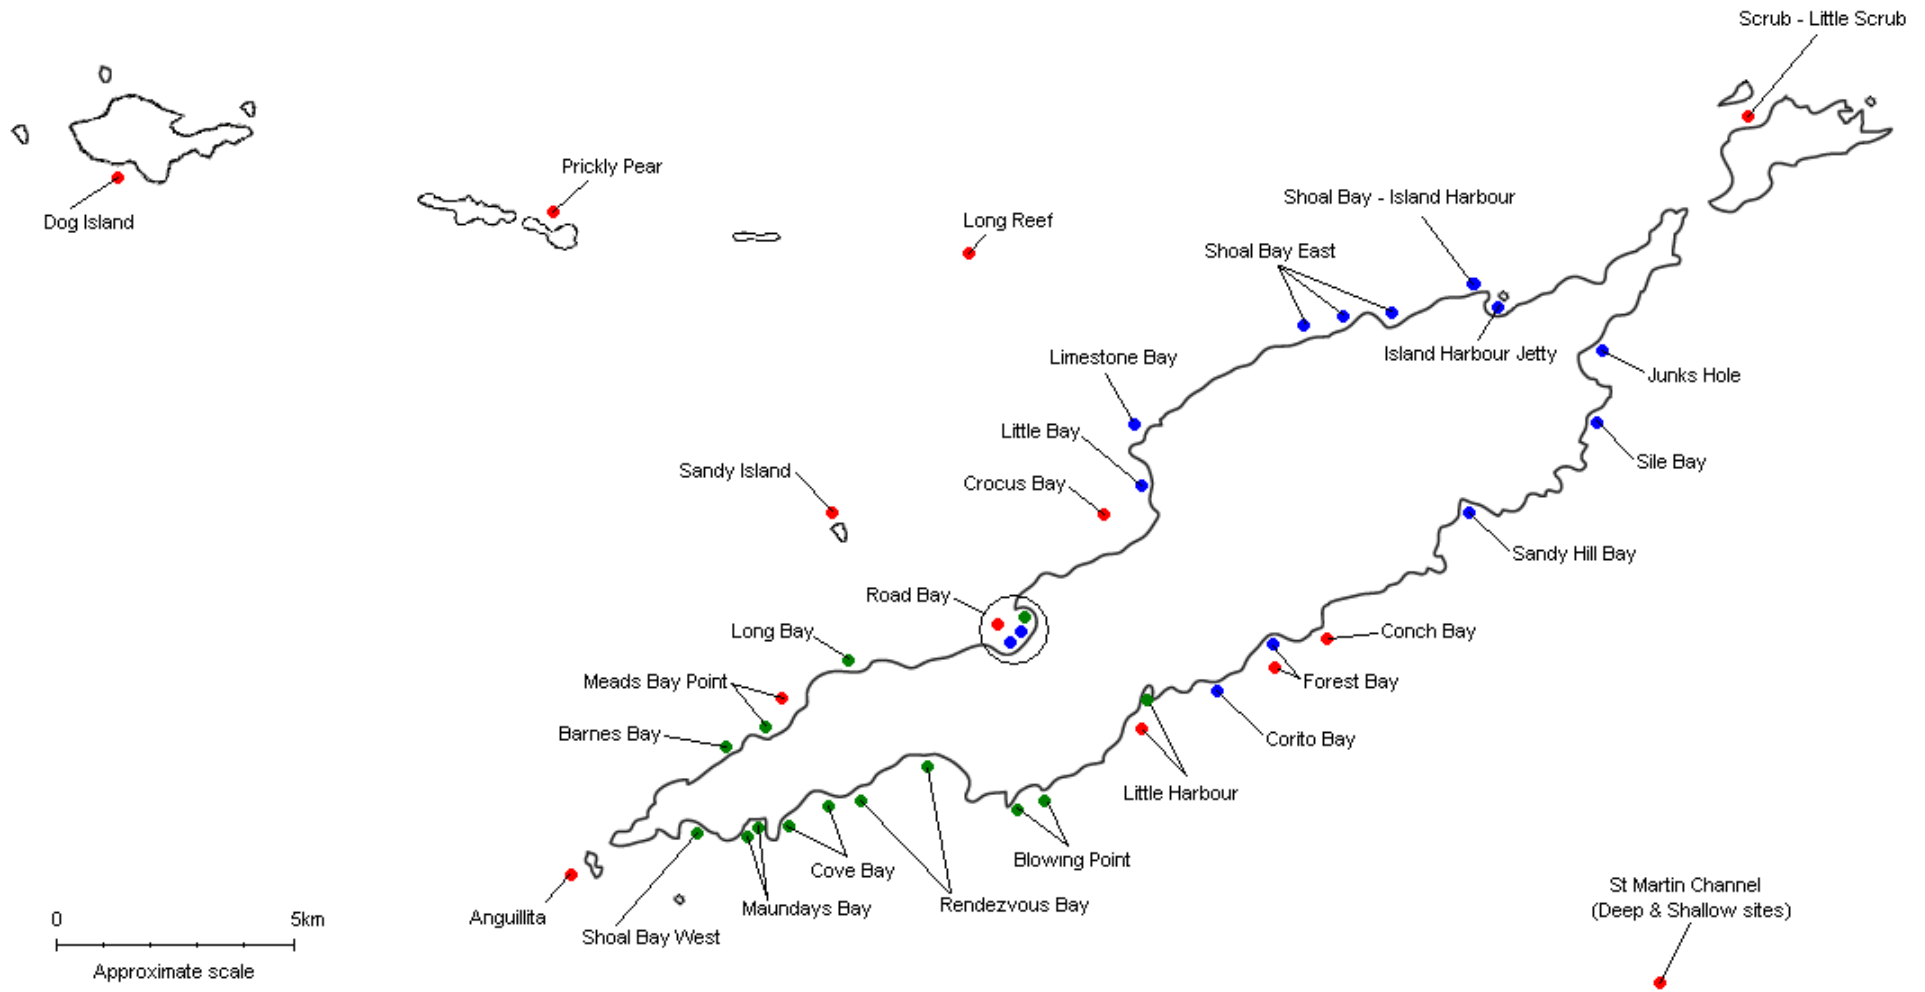 Scrub - Little Scrub
Prickly Pear
Dog Island
Long Reef
Shoal Bay - Island Harbour
Shoal Bay East
Limestone Bay
Island Harbour Jetty
Junks Hole
Little Bay
Sandy Island
Crocus Bay
Sile Bay
Sandy Hill Bay
Road Bay
Long Bay
Conch Bay
Meads Bay Point
Forest Bay
Barnes Bay
Corito Bay
Little Harbour
Blowing Point
Cove Bay
Rendezvous Bay
Maundays Bay
Anguillita
Shoal Bay West
St Martin Channel
(Deep & Shallow sites)
0 5km
Approximate scale